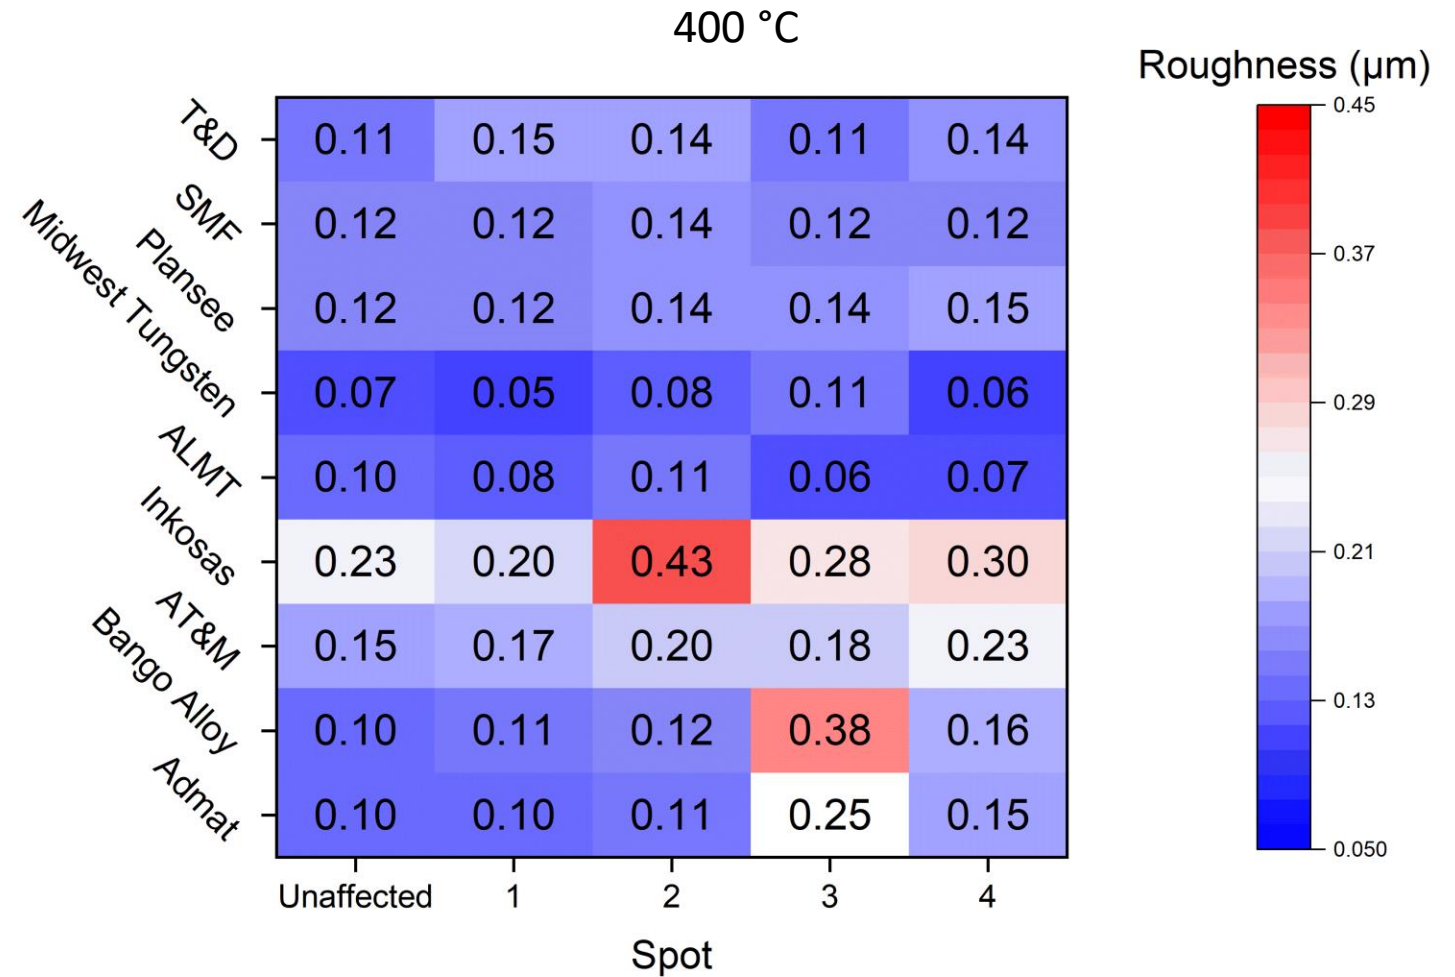 400 °C
Roughness (µm)
T&D 0.11 0.15 0.14 0.11 0.14
SMF 0.12 0.12 0.14 0.12 0.12
Plansee 0.12 0.12 0.14 0.14 0.15
Midwest Tungsten 0.07 0.05 0.08 0.11 0.06
ALMT 0.10 0.08 0.11 0.06 0.07
Inkosas 0.23 0.20 0.43 0.28 0.30
AT&M 0.15 0.17 0.20 0.18 0.23
Bango Alloy 0.10 0.11 0.12 0.38 0.16
Admat 0.10 0.10 0.11 0.25 0.15
Unaffected 1 2 3 4
Spot
0.45
0.37
0.29
0.21
0.13
0.050